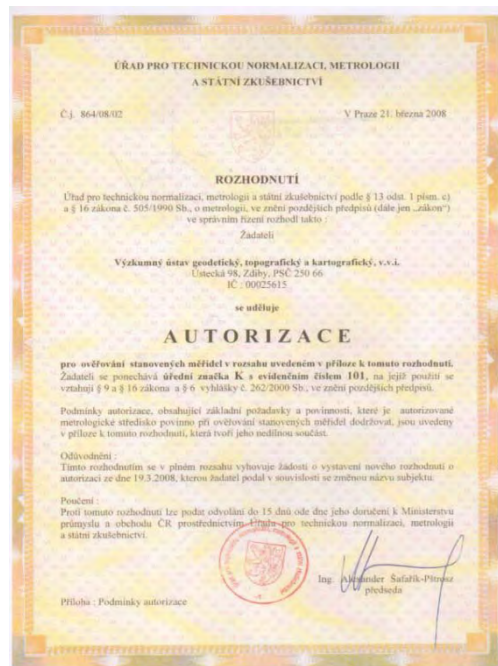 ÚŘAD PRO TECHNICKOU NORMALIZACI, METROLOGII
A STÁTNÍ ZKUŠEBNICTVÍ
Č.j. 864/08/02
V Praze 21. března 2008
ROZHODNUTÍ
Úřad pro technickou normalizaci, metrologii a státní zkušebnictví podle § 13 odst. 1 písm. c)
a § 16 zákona č. 505/1990 Sb., o metrologii, ve znění pozdějších předpisů (dále jen „zákon“)
ve správním řízení rozhodl takto :
Žadateli
Výzkumný ústav geodetický, topografický a kartografický, v.v.i.
Ústecká 98, Zdiby, PSČ 250 66
IČ : 00025615
se uděluje
AUTORIZACE
pro ověřování stanovených měřidel v rozsahu uvedeném v příloze k tomuto rozhodnutí.
Žadateli se ponechává úřední značka K s evidenčním číslem 101, na jejíž použití se
vztahují § 9 a § 16 zákona a § 6 vyhlášky č. 262/2000 Sb., ve znění pozdějších předpisů.
Podmínky autorizace, obsahující základní požadavky a povinnosti, které je autorizované
metrologické středisko povinno při ověřování stanovených měřidel dodržovat, jsou uvedeny
v příloze k tomuto rozhodnutí, která tvoří jeho nedílnou součást.
Odůvodnění :
Tímto rozhodnutím se v plném rozsahu vyhovuje žádosti o vystavení nového rozhodnutí o
autorizaci ze dne 19.3.2008, kterou žadatel podal v souvislosti se změnou názvu subjektu.
Poučení :
Proti tomuto rozhodnutí lze podat odvolání do 15 dnů ode dne jeho doručení k Ministerstvu
průmyslu a obchodu ČR prostřednictvím Úřadu pro technickou normalizaci, metrologii
a státní zkušebnictví.
Ing. Alexander Šafařík-Pštrosz
předseda
Příloha : Podmínky autorizace